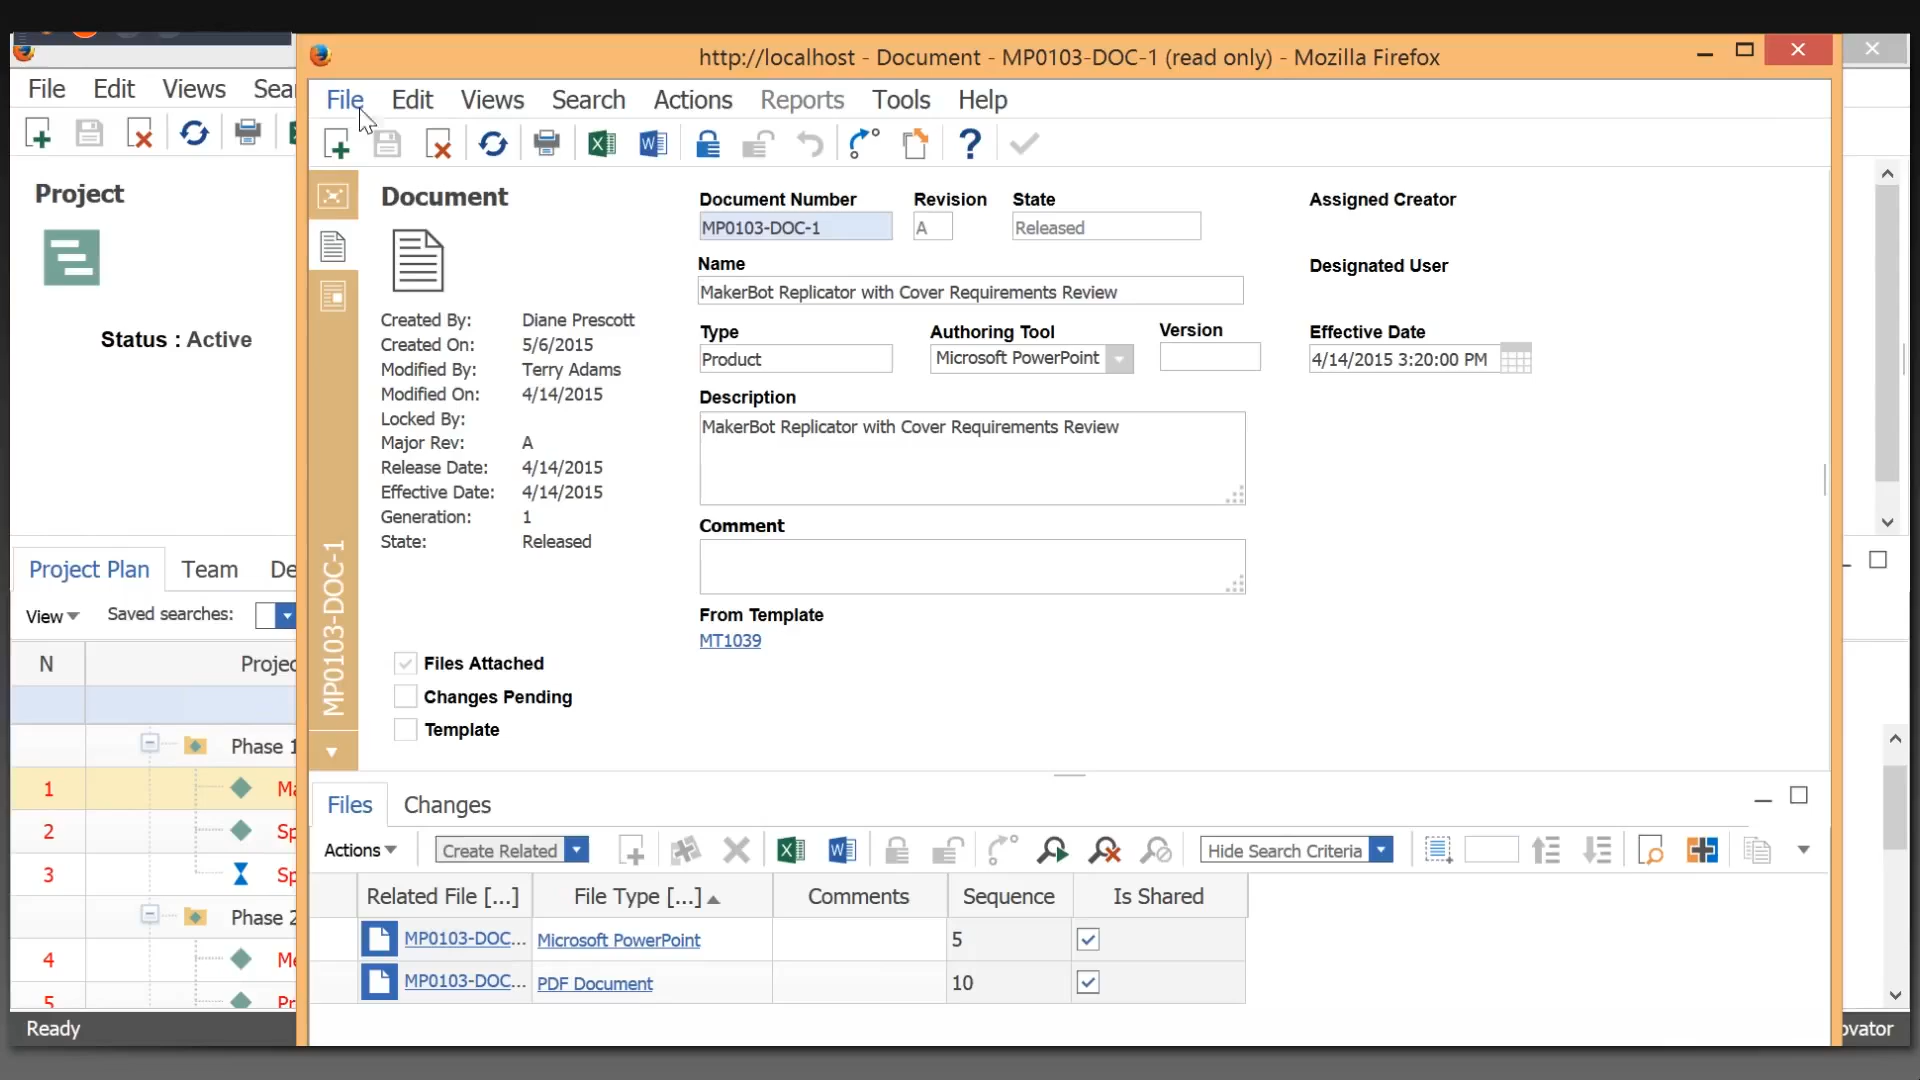 http://localhost - Document - MP0103-DOC-1 (read only) - Mozilla Firefox
File Edit Views Sear
File Edit Views Search Actions Reports Tools Help
Project
Status : Active
Project Plan Team De
View Saved searches:
N Projec
Phase 1
1 Ma
2 Sp
3 Sp
Phase 2
4 Me
5 Pr
Ready
MP0103-DOC-1
Document
Created By: Diane Prescott
Created On: 5/6/2015
Modified By: Terry Adams
Modified On: 4/14/2015
Locked By:
Major Rev: A
Release Date: 4/14/2015
Effective Date: 4/14/2015
Generation: 1
State: Released
Files Attached
Changes Pending
Template
Document Number Revision State Assigned Creator
MP0103-DOC-1 A Released
Name Designated User
MakerBot Replicator with Cover Requirements Review
Type Authoring Tool Version Effective Date
Product Microsoft PowerPoint 4/14/2015 3:20:00 PM
Description
MakerBot Replicator with Cover Requirements Review
Comment
From Template
MT1039
Files Changes
Actions Create Related Hide Search Criteria
Related File [...] File Type [...] Comments Sequence Is Shared
MP0103-DOC... Microsoft PowerPoint 5
MP0103-DOC... PDF Document 10
ovator